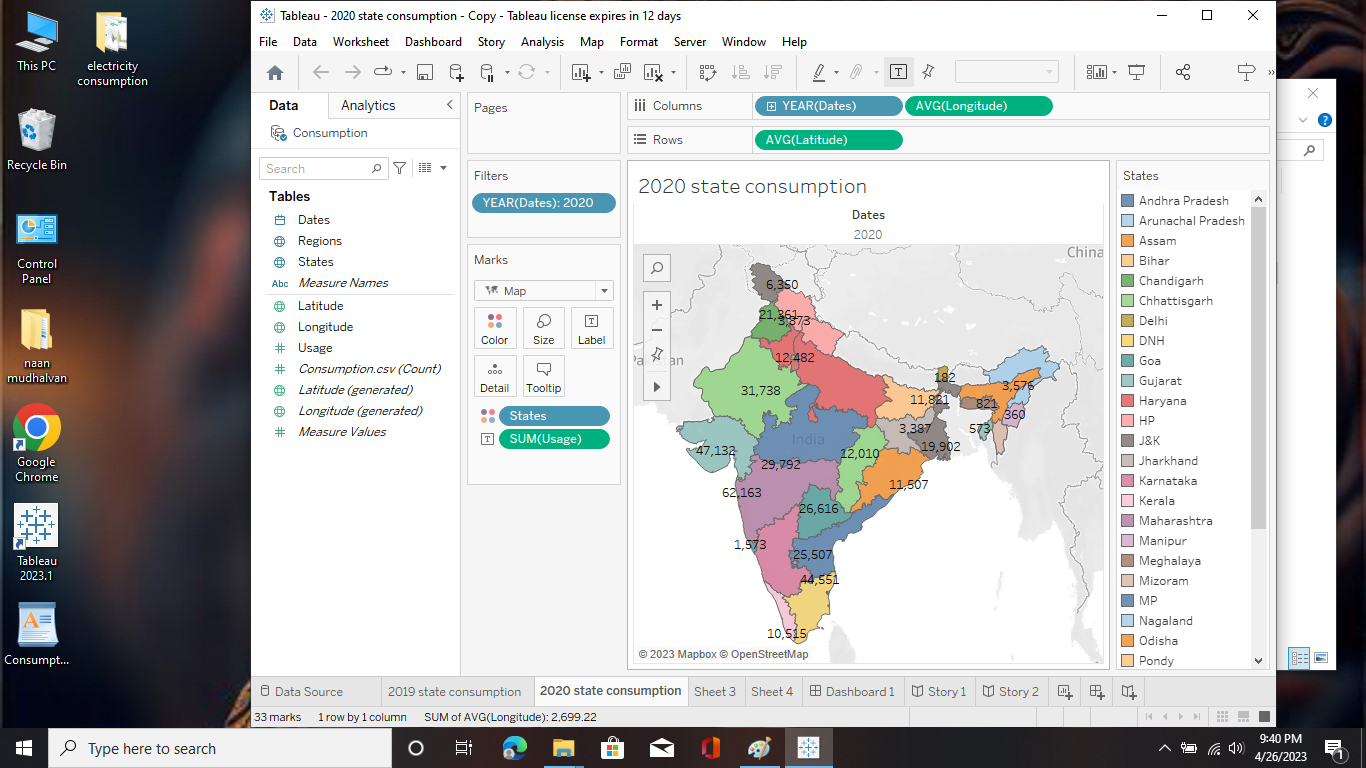 This PC
electricity
consumption
Recycle Bin
Control
Panel
naan
mudhalvan
Google
Chrome
Tableau
2023.1
Consumpt...
Tableau - 2020 state consumption - Copy - Tableau license expires in 12 days
File Data Worksheet Dashboard Story Analysis Map Format Server Window Help
Data Analytics
Consumption
Search
Tables
Dates
Regions
States
Abc Measure Names
Latitude
Longitude
Usage
Consumption.csv (Count)
Latitude (generated)
Longitude (generated)
Measure Values
Pages
Filters
YEAR(Dates): 2020
Marks
Map
Color Size Label
Detail Tooltip
States
SUM(Usage)
Columns YEAR(Dates) AVG(Longitude)
Rows AVG(Latitude)
2020 state consumption
Dates
2020
China
6,350
21,361
12,482
31,738
182
3,576
11,821
821
360
3,387
573
India
19,902
47,132
12,010
29,792
11,507
62,163
26,616
1,573
25,507
44,551
10,515
© 2023 Mapbox © OpenStreetMap
States
Andhra Pradesh
Arunachal Pradesh
Assam
Bihar
Chandigarh
Chhattisgarh
Delhi
DNH
Goa
Gujarat
Haryana
HP
J&K
Jharkhand
Karnataka
Kerala
Maharashtra
Manipur
Meghalaya
Mizoram
MP
Nagaland
Odisha
Pondy
Data Source 2019 state consumption 2020 state consumption Sheet 3 Sheet 4 Dashboard 1 Story 1 Story 2
33 marks 1 row by 1 column SUM of AVG(Longitude): 2,699.22
Type here to search
9:40 PM
4/26/2023
1